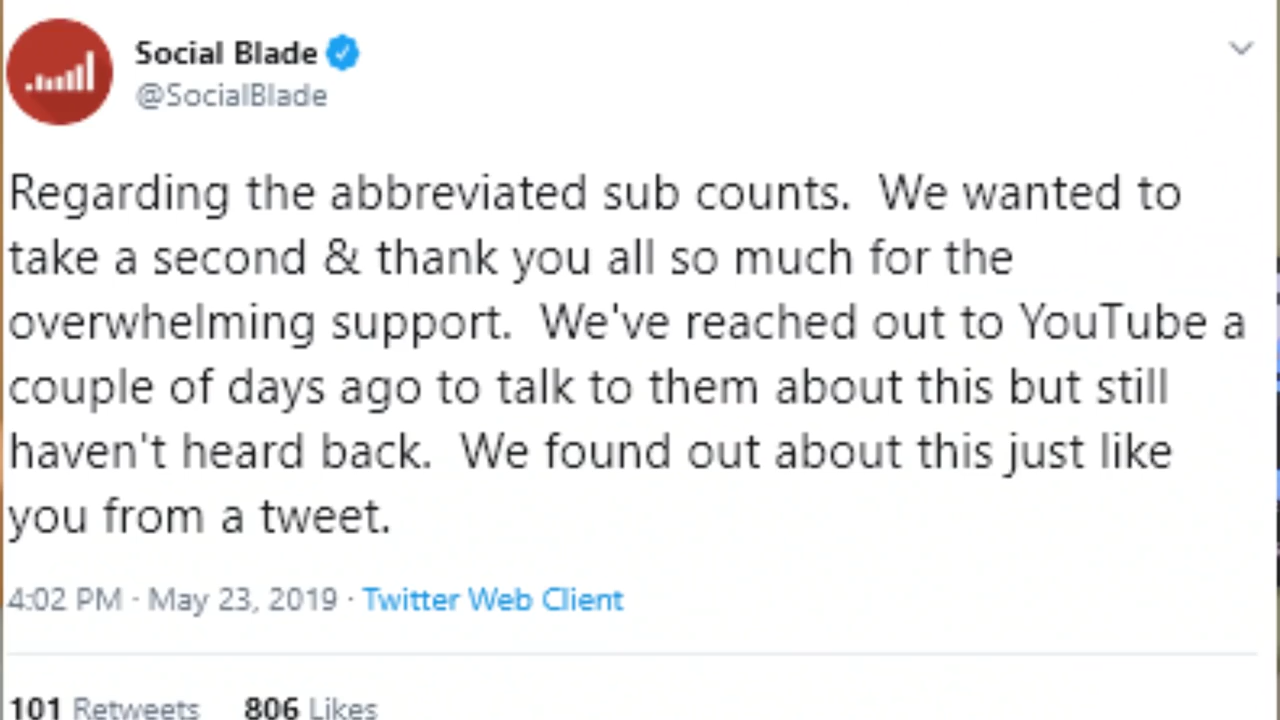 Social Blade
@SocialBlade
Regarding the abbreviated sub counts.  We wanted to
take a second & thank you all so much for the
overwhelming support.  We've reached out to YouTube a
couple of days ago to talk to them about this but still
haven't heard back.  We found out about this just like
you from a tweet.
4:02 PM · May 23, 2019 · Twitter Web Client
101 Retweets 806 Likes